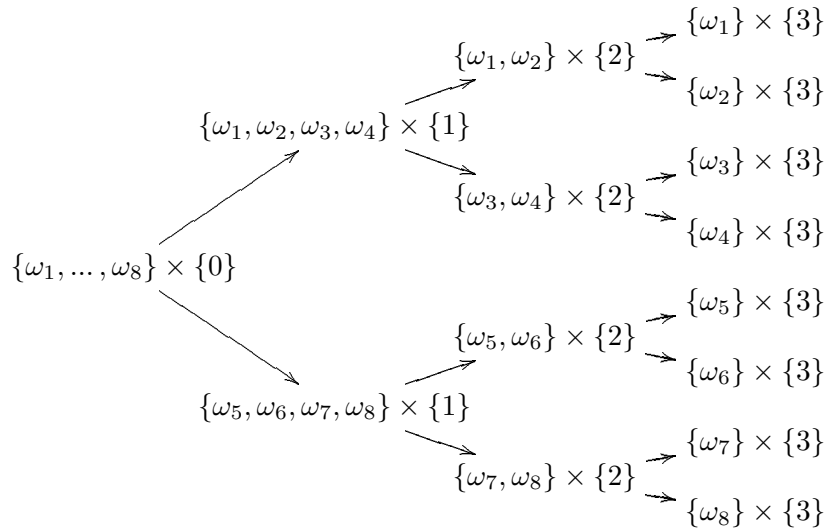 {ω₁} × {3}
{ω₁, ω₂} × {2}
{ω₂} × {3}
{ω₁, ω₂, ω₃, ω₄} × {1}
{ω₃} × {3}
{ω₃, ω₄} × {2}
{ω₄} × {3}
{ω₁, ... , ω₈} × {0}
{ω₅} × {3}
{ω₅, ω₆} × {2}
{ω₆} × {3}
{ω₅, ω₆, ω₇, ω₈} × {1}
{ω₇} × {3}
{ω₇, ω₈} × {2}
{ω₈} × {3}